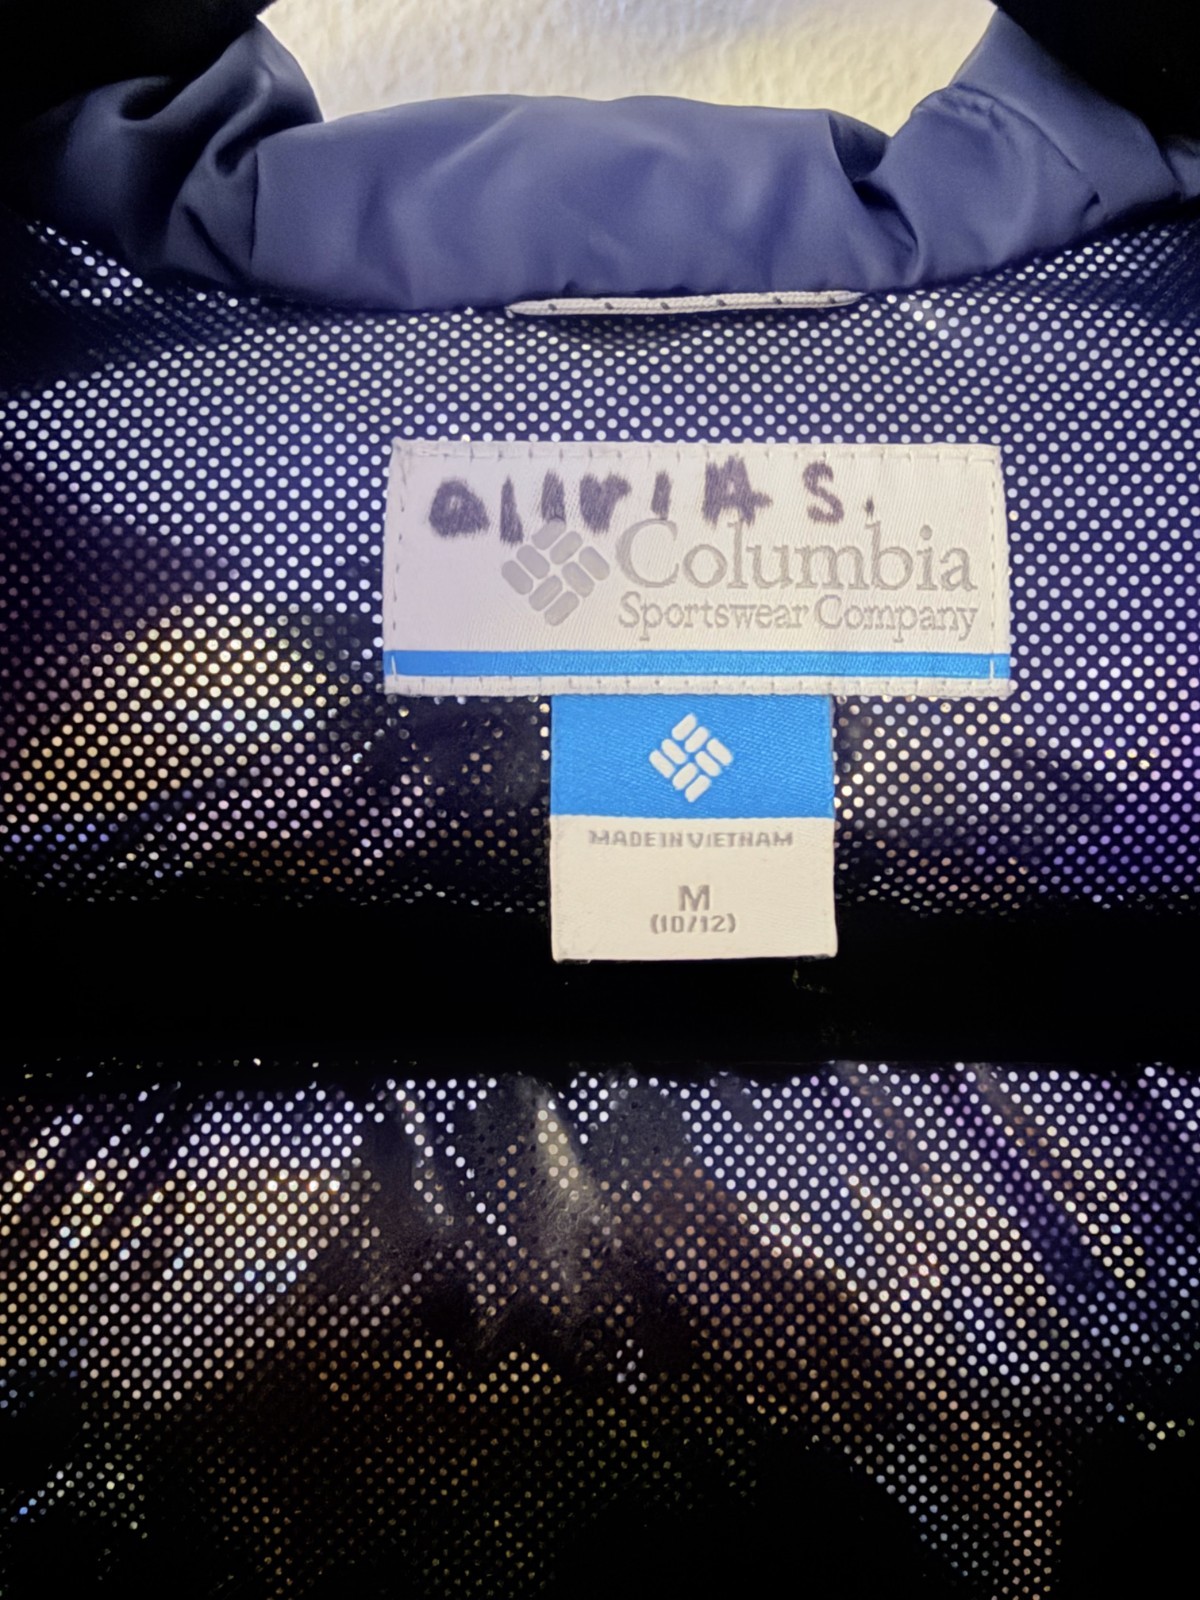 OliviA S.
Columbia
Sportswear Company
MADE IN VIETNAM
M
(10/12)